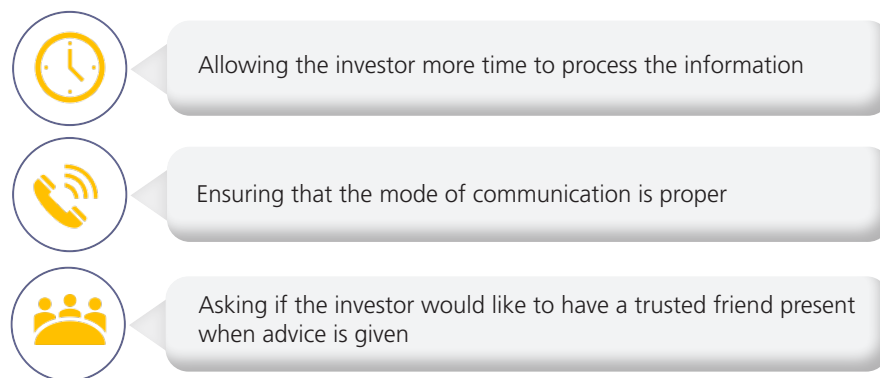 Allowing the investor more time to process the information
Ensuring that the mode of communication is proper
Asking if the investor would like to have a trusted friend present
when advice is given